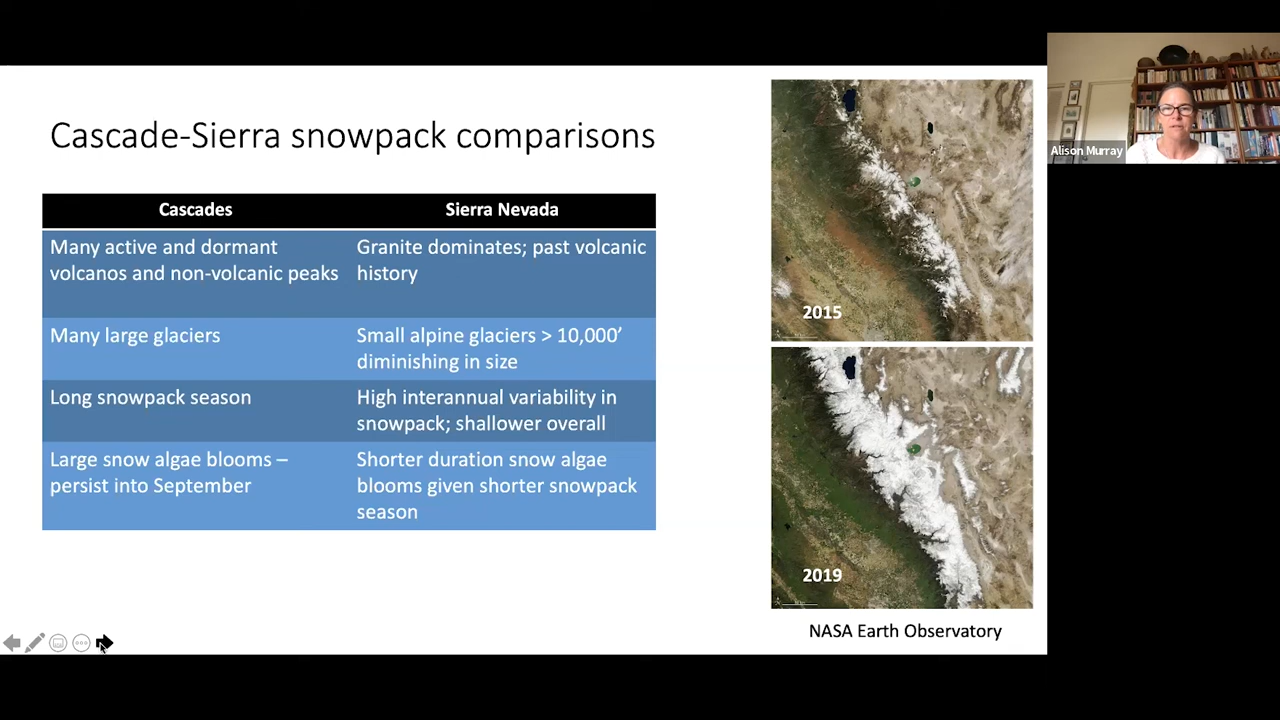 Cascade-Sierra snowpack comparisons
Cascades
Sierra Nevada
Many active and dormant
volcanos and non-volcanic peaks
Granite dominates; past volcanic
history
Many large glaciers
Small alpine glaciers > 10,000’
diminishing in size
Long snowpack season
High interannual variability in
snowpack; shallower overall
Large snow algae blooms –
persist into September
Shorter duration snow algae
blooms given shorter snowpack
season
2015
2019
NASA Earth Observatory
Alison Murray